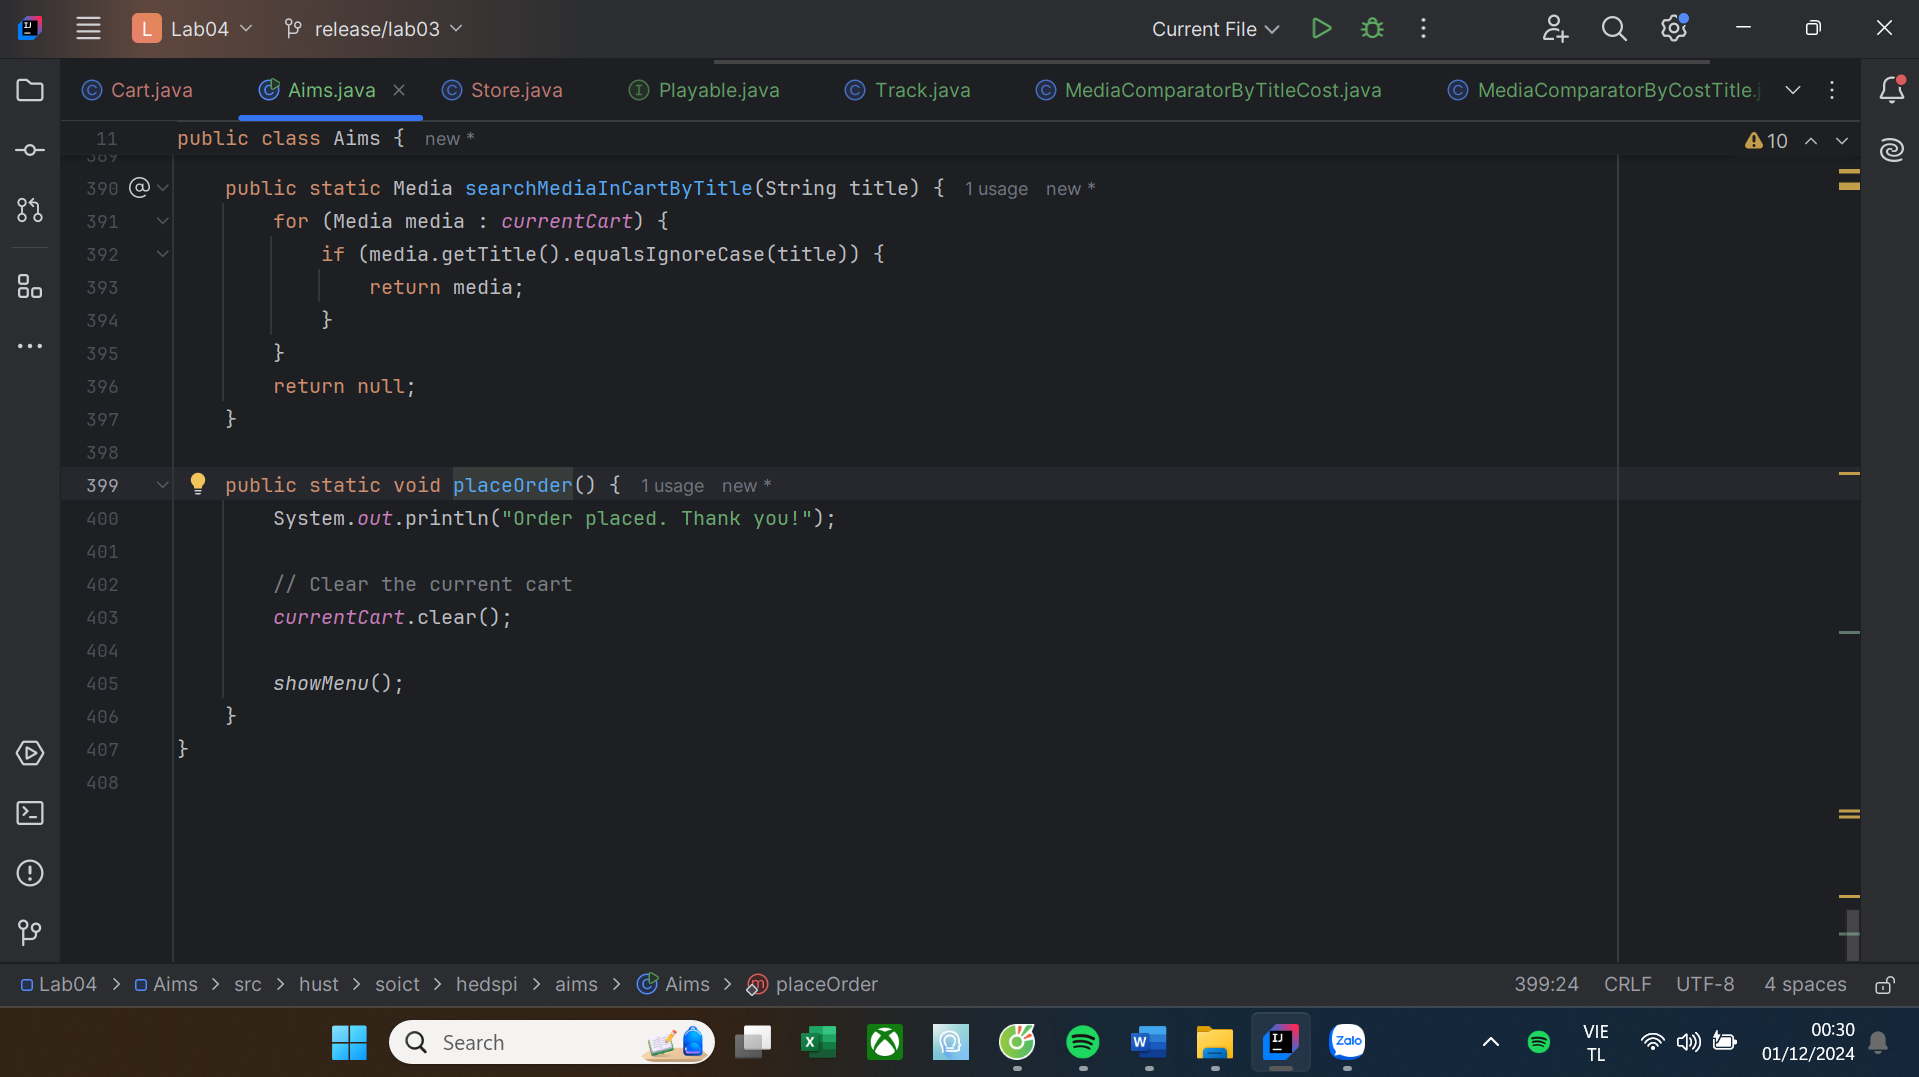 Lab04 release/lab03 Current File
Cart.java Aims.java Store.java Playable.java Track.java MediaComparatorByTitleCost.java MediaComparatorByCostTitle.j
11 public class Aims { new * 10
389
390 @ public static Media searchMediaInCartByTitle(String title) { 1 usage new *
391 for (Media media : currentCart) {
392 if (media.getTitle().equalsIgnoreCase(title)) {
393 return media;
394 }
395 }
396 return null;
397 }
398
399 public static void placeOrder() { 1 usage new *
400 System.out.println("Order placed. Thank you!");
401
402 // Clear the current cart
403 currentCart.clear();
404
405 showMenu();
406 }
407 }
408
Lab04 > Aims > src > hust > soict > hedspi > aims > Aims > placeOrder 399:24 CRLF UTF-8 4 spaces
Search Zalo VIE 00:30
TL 01/12/2024